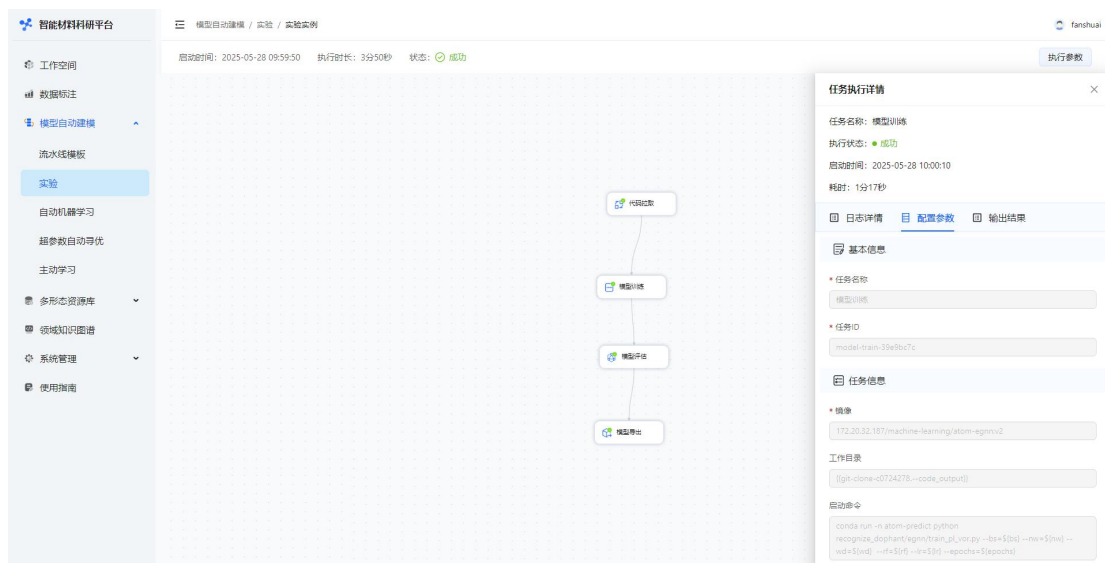 智能材料科研平台
模型自动建模 / 实验 / 实验实例
fanshuai
启动时间：2025-05-28 09:59:50 执行时长：3分50秒 状态： 成功
执行参数
工作空间
数据标注
模型自动建模
流水线模板
实验
自动机器学习
超参数自动寻优
主动学习
多形态资源库
领域知识图谱
系统管理
使用指南
代码拉取
模型训练
模型评估
模型导出
任务执行详情
任务名称：模型训练
执行状态： 成功
启动时间：2025-05-28 10:00:10
耗时：1分17秒
日志详情 配置参数 输出结果
基本信息
* 任务名称
模型训练
* 任务ID
model-train-39e9bc7c
任务信息
* 镜像
172.20.32.187/machine-learning/atom-egnn:v2
工作目录
{{git-clone-c0724278.--code_output}}
启动命令
conda run -n atom-predict python
recognize_dophant/egnn/train_pl_vor.py --bs=${bs} --nw=${nw} --
wd=${wd} --rf=${rf} --lr=${lr} --epochs=${epochs}